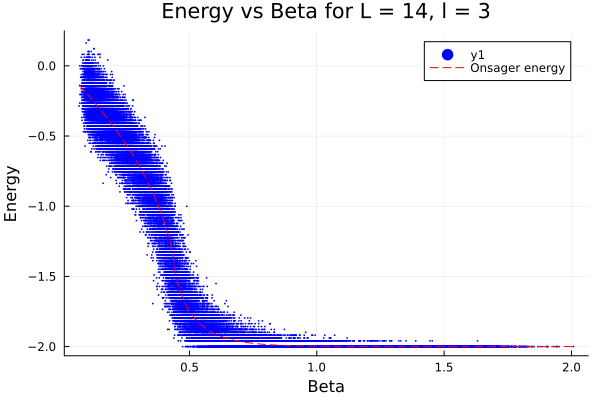 Energy vs Beta for L = 14, l = 3
y1
Onsager energy
Energy
0.0
−0.5
−1.0
−1.5
−2.0
0.5
1.0
1.5
2.0
Beta